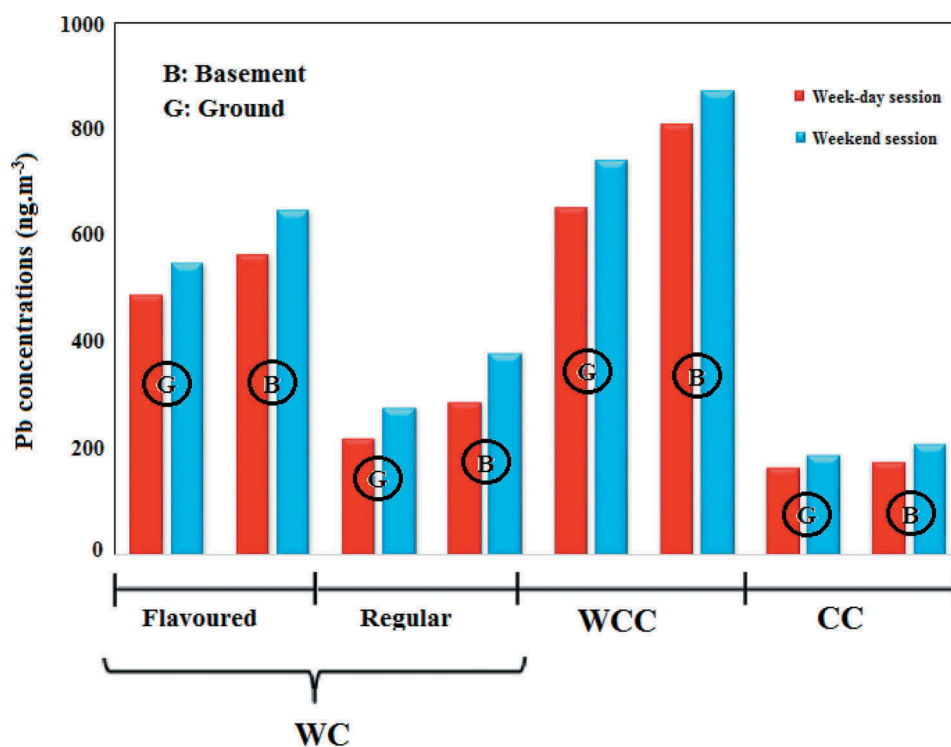 1000
800
600
400
200
0
Pb concentrations (ng.m-3)
B: Basement
G: Ground
Week-day session
Weekend session
G
B
G
B
G
B
G
B
Flavoured
Regular
WCC
CC
WC